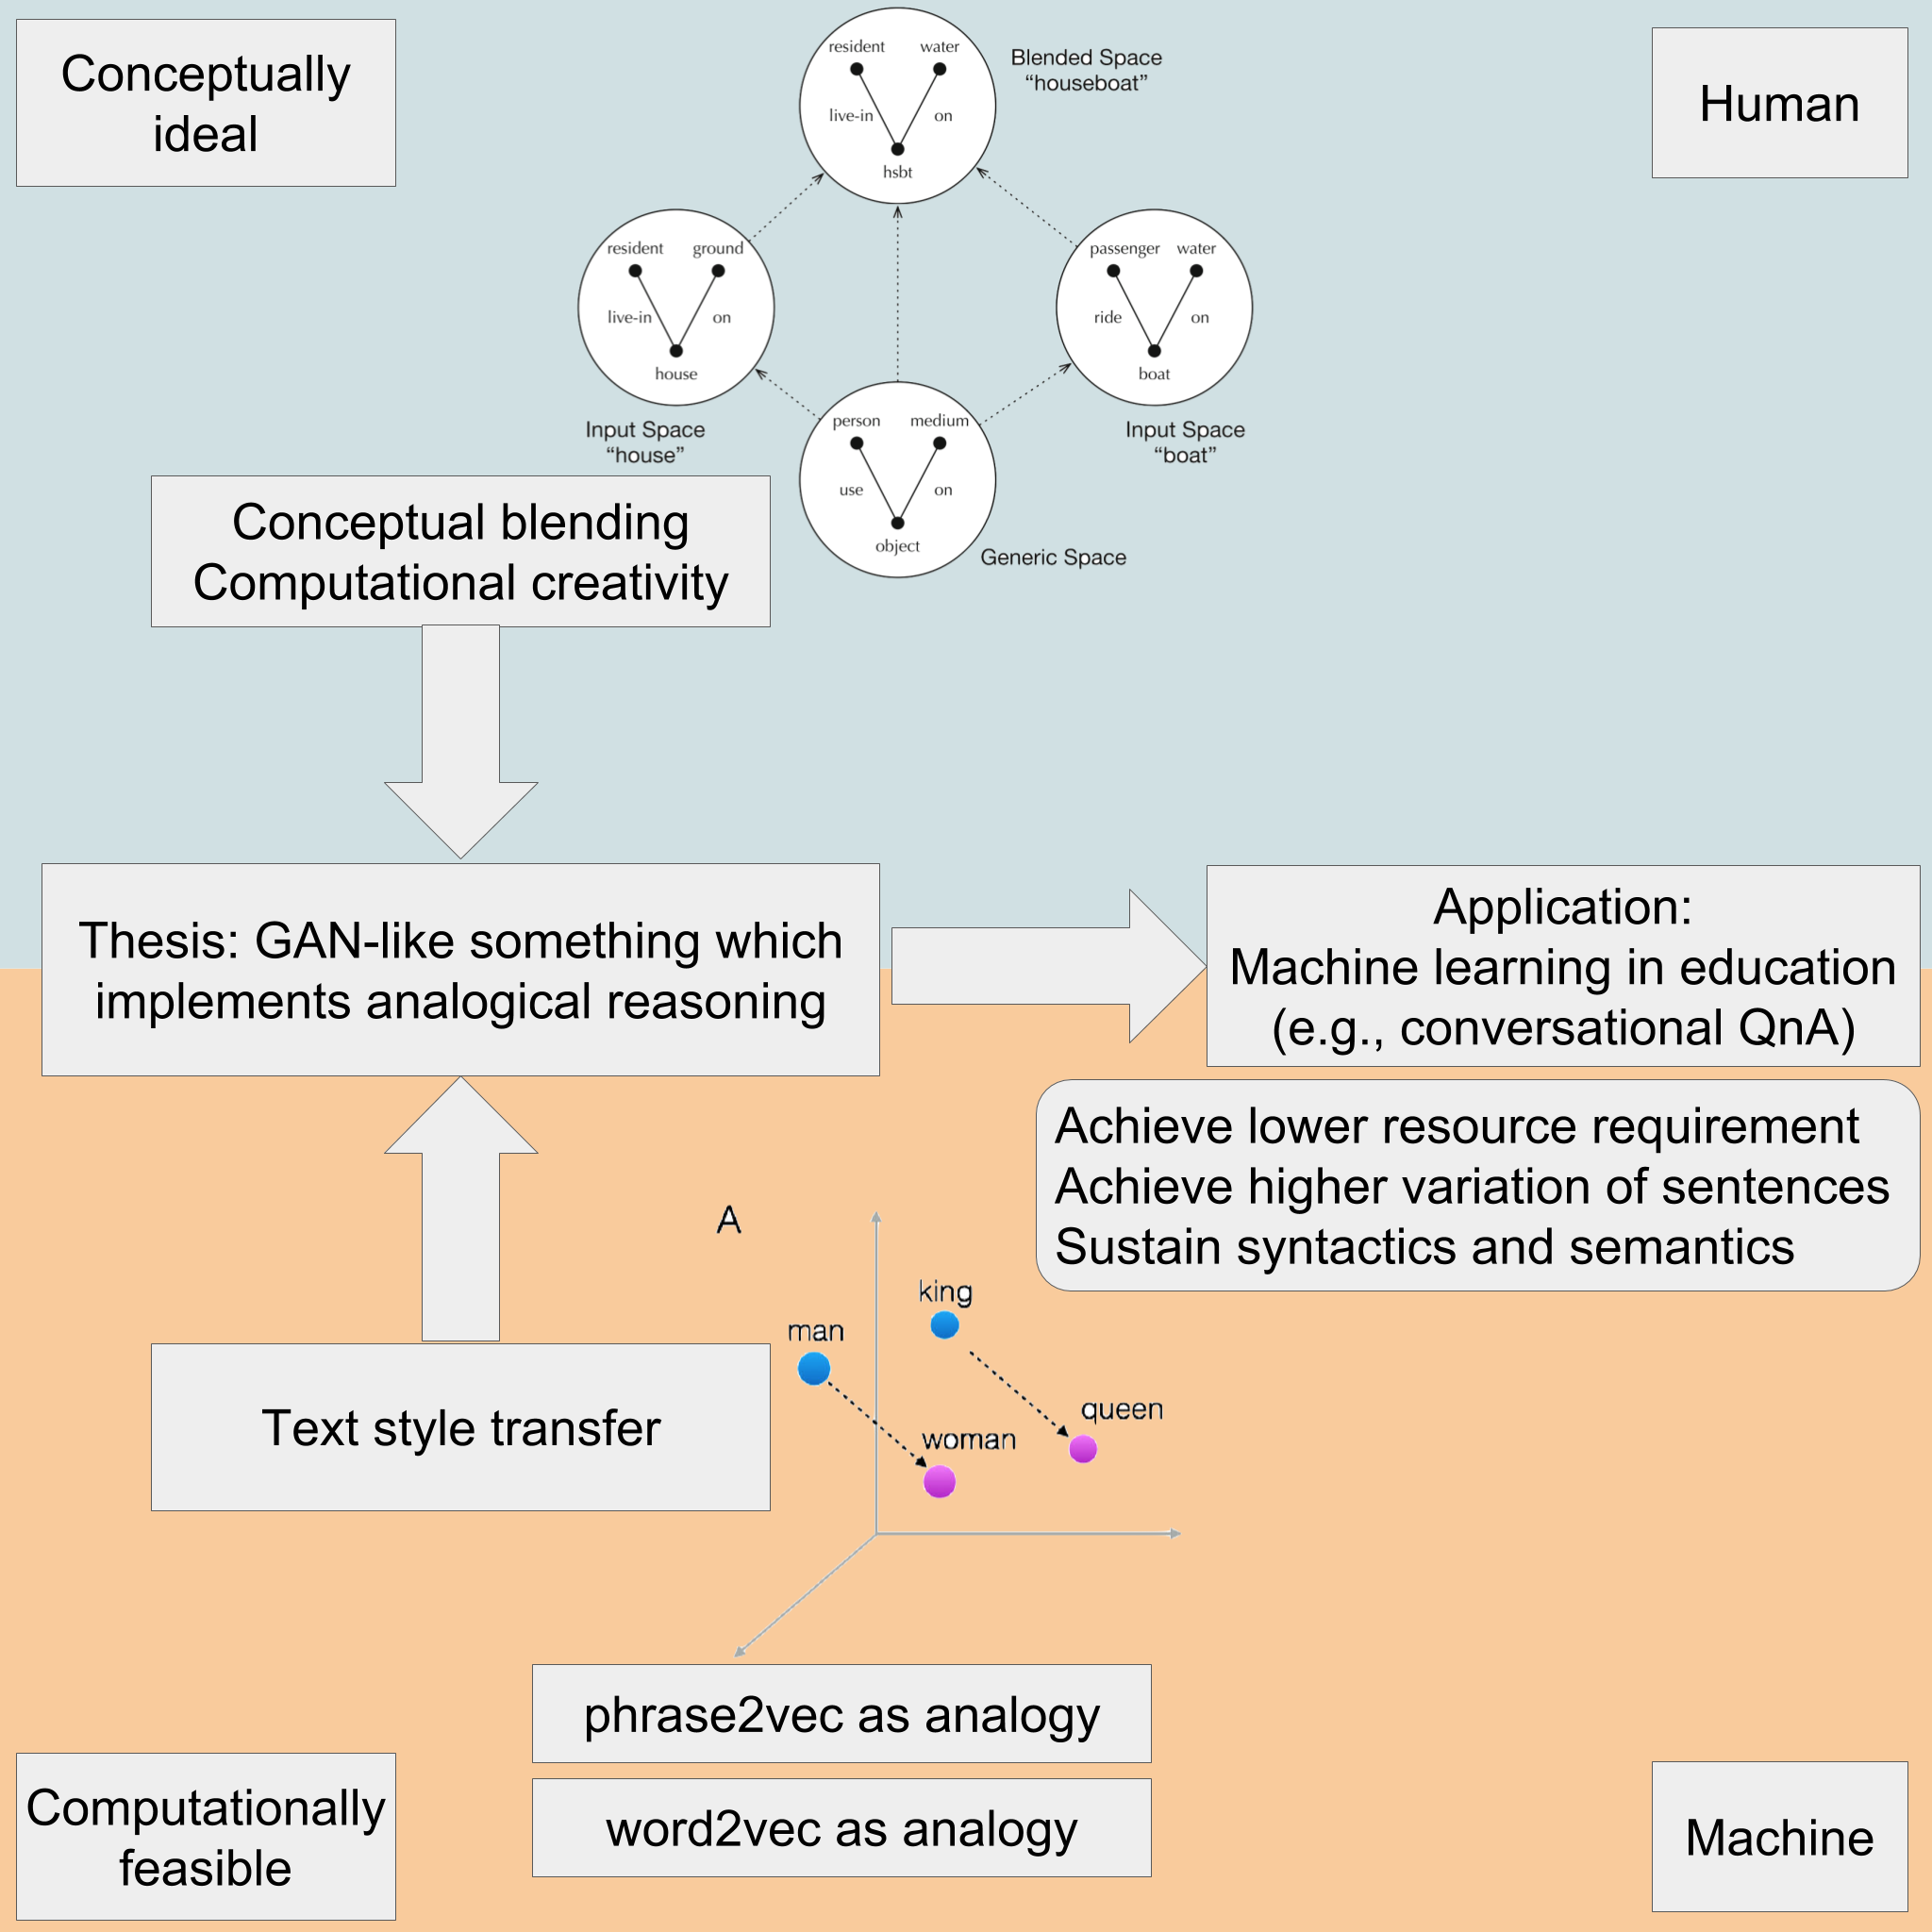 Conceptually
ideal
Human
resident water
live-in on
hsbt
Blended Space
“houseboat”
resident ground
live-in on
house
Input Space
“house”
passenger water
ride on
boat
Input Space
“boat”
person medium
use on
object
Generic Space
Conceptual blending
Computational creativity
Thesis: GAN-like something which
implements analogical reasoning
Application:
Machine learning in education
(e.g., conversational QnA)
Achieve lower resource requirement
Achieve higher variation of sentences
Sustain syntactics and semantics
Text style transfer
A
king
man
queen
woman
phrase2vec as analogy
word2vec as analogy
Computationally
feasible
Machine